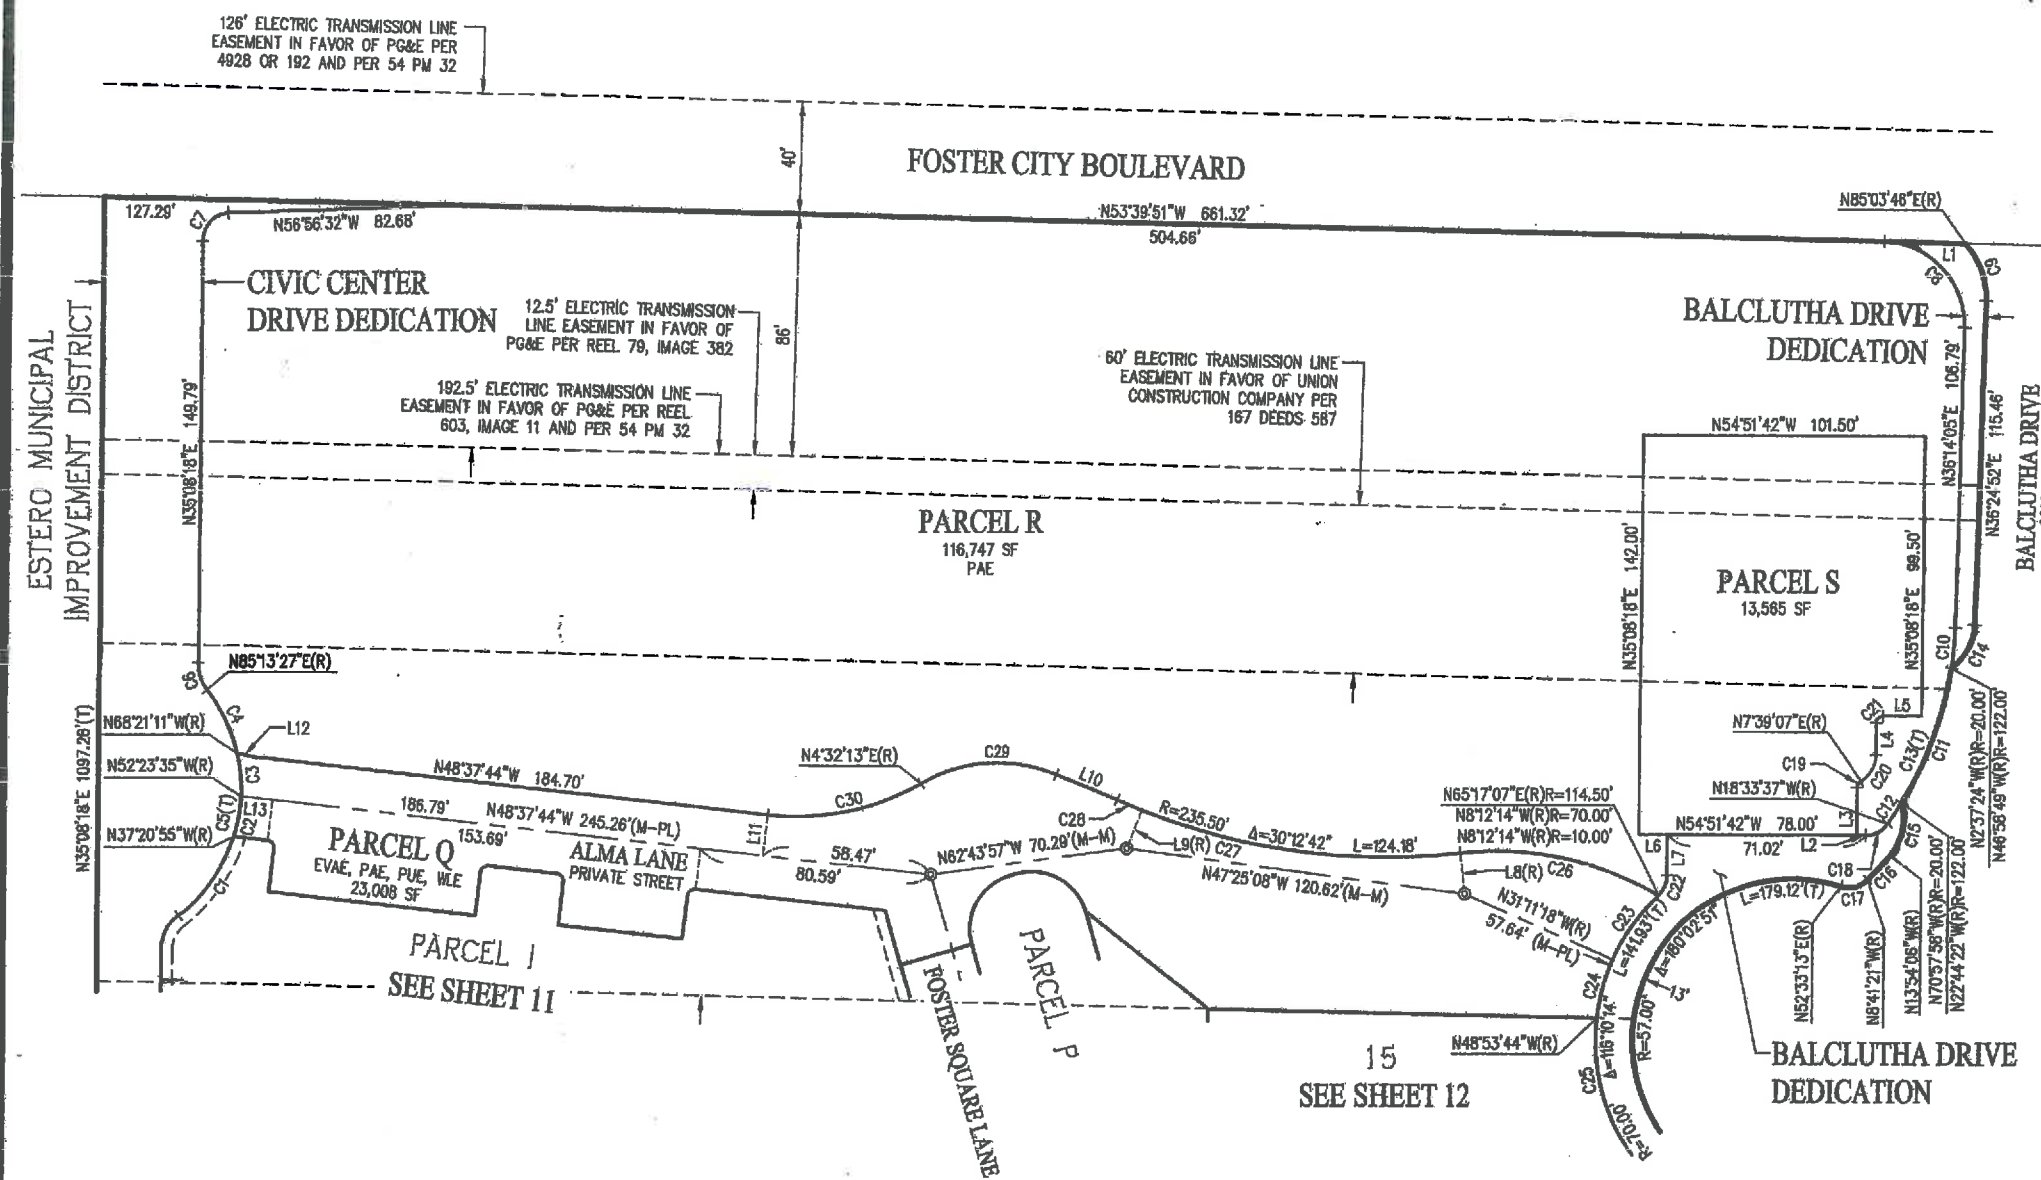 126' ELECTRIC TRANSMISSION LINE
EASEMENT IN FAVOR OF PG&E PER
4928 OR 192 AND PER 54 PM 32
40'
FOSTER CITY BOULEVARD
N85°03'46"E(R)
127.29'
C7
N56°56'32"W 82.68'
N53°39'51"W 661.32'
504.66'
L1
C8
C9
CIVIC CENTER
DRIVE DEDICATION
12.5' ELECTRIC TRANSMISSION
LINE EASEMENT IN FAVOR OF
PG&E PER REEL 79, IMAGE 382
86'
BALCLUTHA DRIVE
DEDICATION
60' ELECTRIC TRANSMISSION LINE
EASEMENT IN FAVOR OF UNION
CONSTRUCTION COMPANY PER
167 DEEDS 587
192.5' ELECTRIC TRANSMISSION LINE
EASEMENT IN FAVOR OF PG&E PER REEL
603, IMAGE 11 AND PER 54 PM 32
ESTERO MUNICIPAL
IMPROVEMENT DISTRICT
N35°08'18"E 149.79'
N36°14'05"E 106.79'
N36°24'52"E 115.46'
BALCLUTHA DRIVE
N54°51'42"W 101.50'
PARCEL R
116,747 SF
PAE
N35°08'18"E 142.00'
PARCEL S
13,565 SF
N35°08'18"E 99.50'
C10
C14
N85°13'27"E(R)
C6
C4
N68°21'11"W(R)
L12
N52°23'35"W(R)
C3
N35°08'18"E 1097.26'(T)
N48°37'44"W 184.70'
N4°32'13"E(R)
C29
L10
C30
C28
N7°39'07"E(R)
C21
L5
L4
C19
C20
C13(T)
C11
N2°37'24"W(R)R=20.00'
N46°56'49"W(R)R=122.00'
L13
186.79'
N48°37'44"W 245.26'(M-PL)
153.69'
L11
R=235.50'
Δ=30°12'42"
L=124.18'
N65°17'07"E(R)R=114.50'
N8°12'14"W(R)R=70.00'
N8°12'14"W(R)R=10.00'
N18°33'37"W(R)
C12
N54°51'42"W 78.00'
71.02'
L3
L2
C15
N37°20'55"W(R)
C5(T)
C2
PARCEL Q
EVAE, PAE, PUE, WLE
23,008 SF
ALMA LANE
PRIVATE STREET
58.47'
80.59'
N62°43'57"W 70.29'(M-M)
L9(R)
C27
N47°25'08"W 120.62'(M-M)
L8(R)
C26
L6
L7
C22
C18
C16
C17
C1
N31°11'18"W(R)
57.64' (M-PL)
C23
L=141.93'(T)
L=179.12'(T)
Δ=180°02'51"
N52°33'13"E(R)
N8°41'21"W(R)
N13°54'06"W(R)
N70°57'58"W(R)R=20.00'
N22°44'22"W(R)R=122.00'
PARCEL I
SEE SHEET 11
FOSTER SQUARE LANE
PARCEL P
C24
13'
R=57.00'
N48°53'44"W(R)
Δ=116°10'14"
C25
R=70.00'
15
SEE SHEET 12
BALCLUTHA DRIVE
DEDICATION